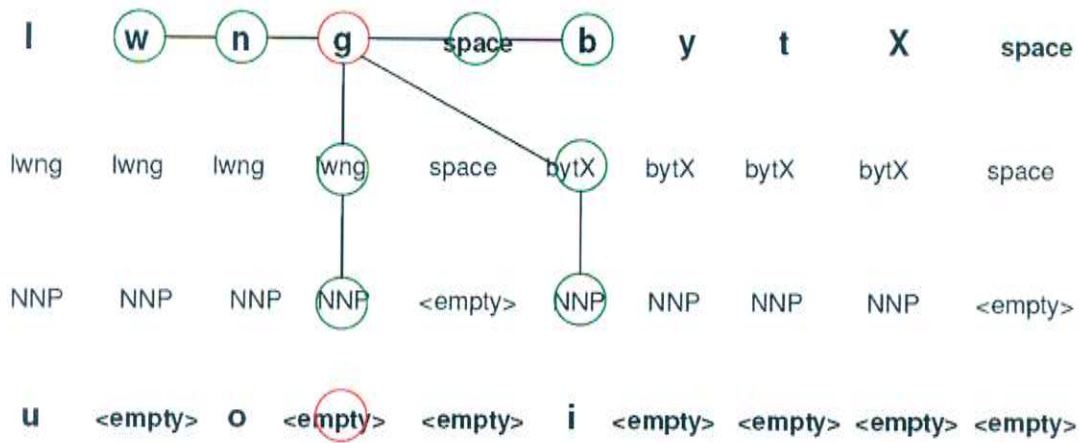 l w n g space b y t X space
lwng lwng lwng lwng space bytX bytX bytX bytX space
NNP NNP NNP NNP <empty> NNP NNP NNP NNP <empty>
u <empty> o <empty> <empty> i <empty> <empty> <empty> <empty>